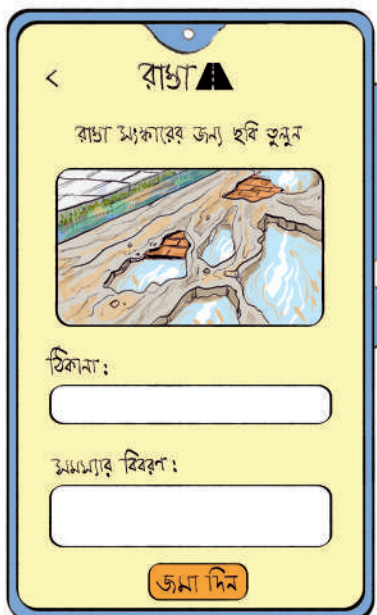 < রাস্তা
রাস্তা সংস্কারের জন্য ছবি তুলুন
ঠিকানা :
সমস্যার বিবরণ :
জমা দিন